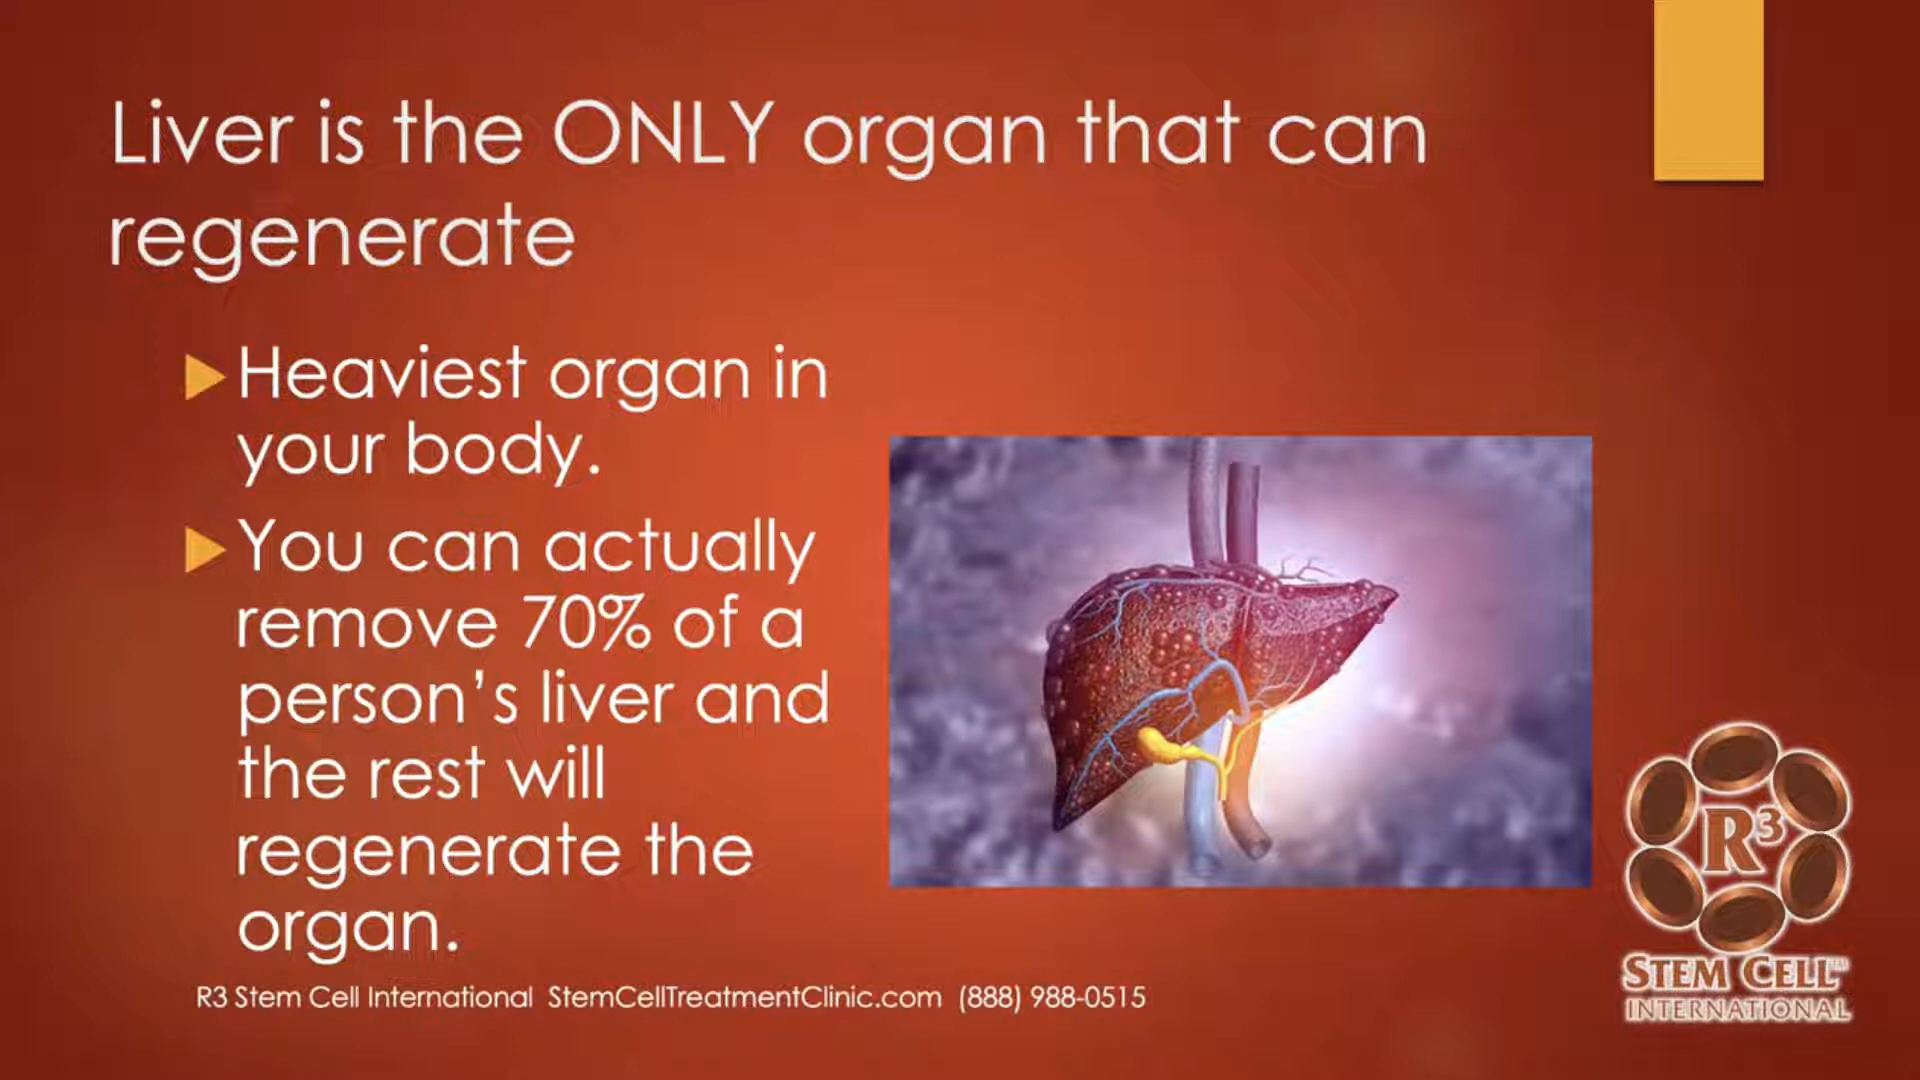 Liver is the ONLY organ that can
regenerate
Heaviest organ in
your body.
You can actually
remove 70% of a
person’s liver and
the rest will
regenerate the
organ.
R3 Stem Cell International StemCellTreatmentClinic.com (888) 988-0515
R³
STEM CELL™
INTERNATIONAL